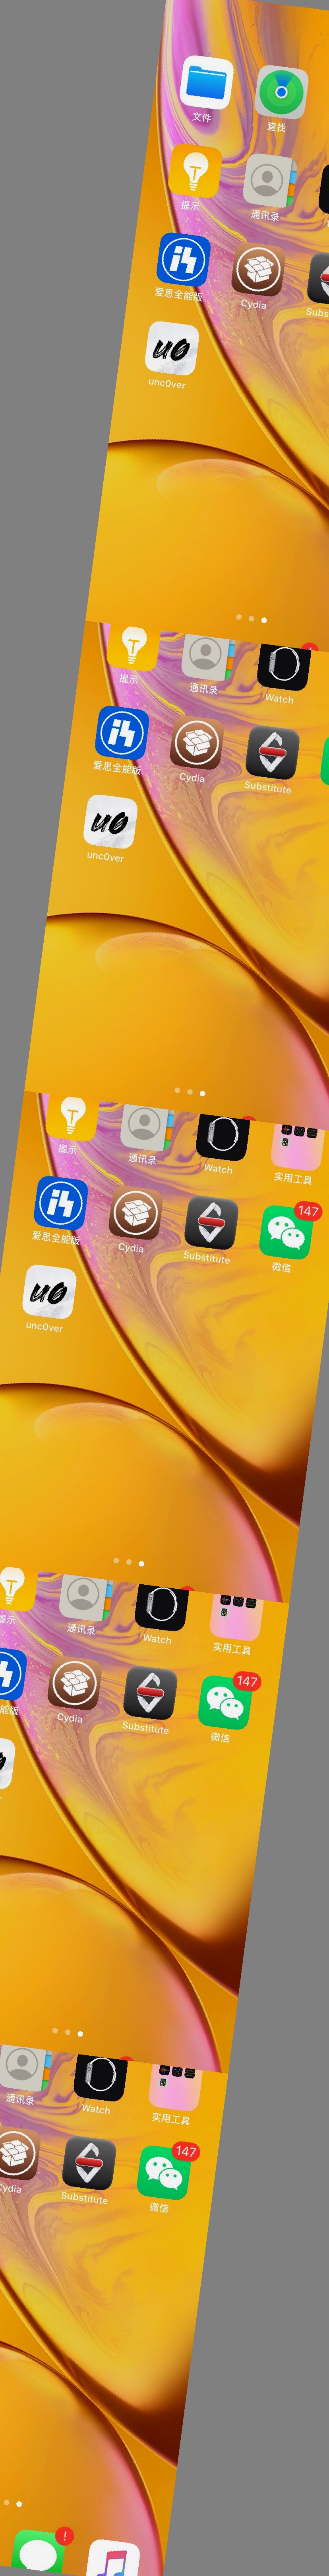 文件
查找
提示
通讯录
爱思全能版
Cydia
Subs
uo
unc0ver
提示
通讯录
Watch
爱思全能版
Cydia
Substitute
uo
unc0ver
提示
通讯录
Watch
实用工具
爱思全能版
Cydia
Substitute
147
微信
uo
unc0ver
提示
通讯录
Watch
实用工具
能版
Cydia
Substitute
147
微信
通讯录
Watch
实用工具
ydia
Substitute
147
微信
!